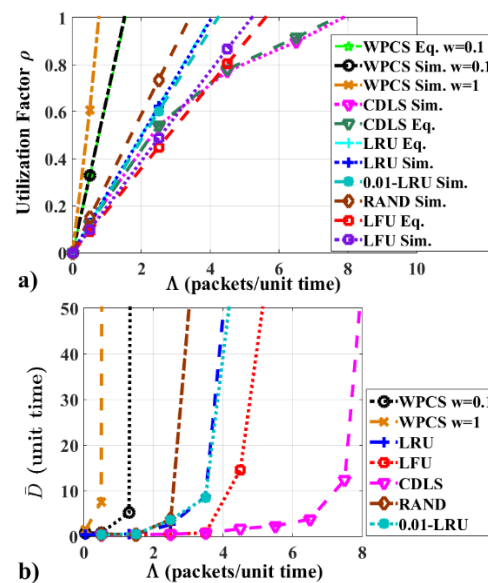 1
0.8
0.6
0.4
0.2
0
Utilization Factor ρ
WPCS Eq. w=0.1
WPCS Sim. w=0.1
WPCS Sim. w=1
CDLS Sim.
CDLS Eq.
LRU Eq.
LRU Sim.
0.01-LRU Sim.
RAND Sim.
LFU Eq.
LFU Sim.
0 2 4 6 8 10
a) Λ (packets/unit time)
50
40
30
20
10
0
D̄ (unit time)
WPCS w=0.1
WPCS w=1
LRU
LFU
CDLS
RAND
0.01-LRU
0 2 4 6 8
b) Λ (packets/unit time)